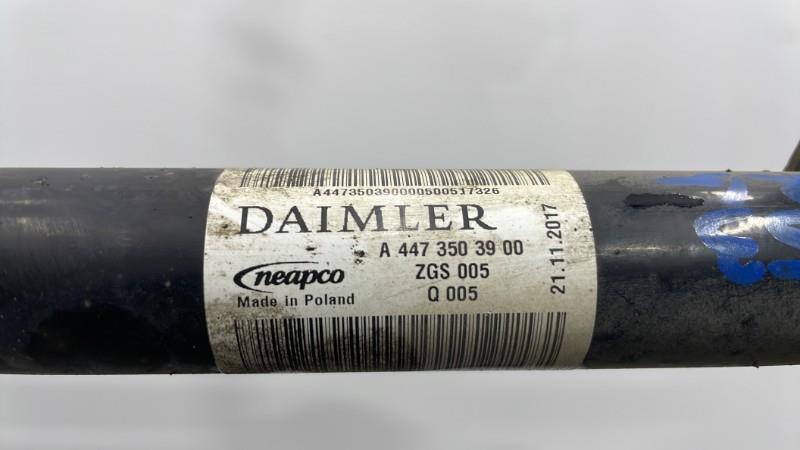 A4473503900000500517326
DAIMLER
A 447 350 39 00
neapco
ZGS 005
Made in Poland
Q 005
21.11.2017